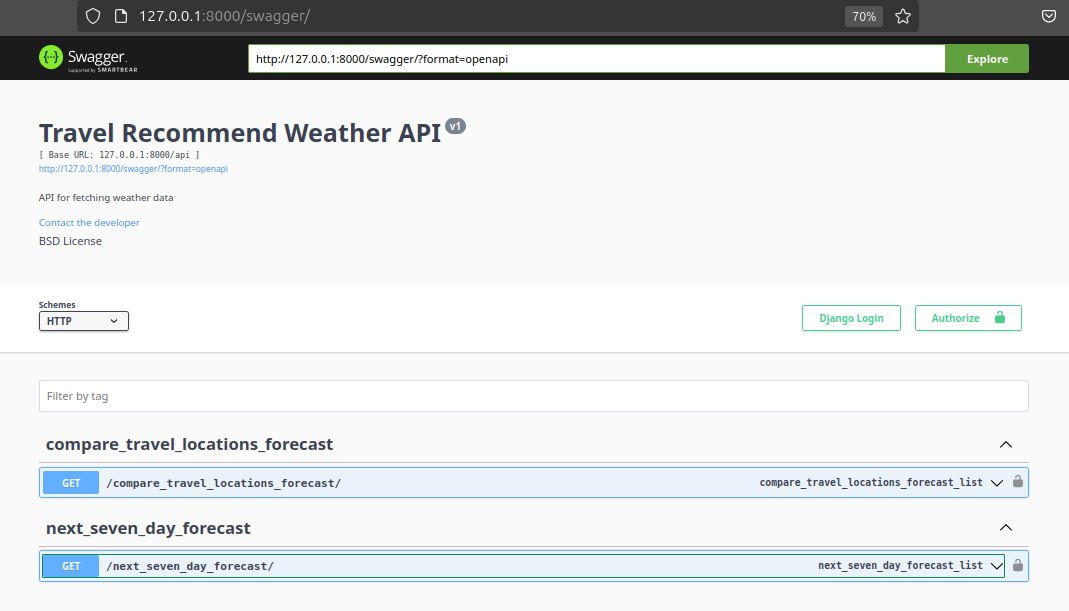 127.0.0.1:8000/swagger/ 70%
{···} Swagger. Supported by SMARTBEAR
http://127.0.0.1:8000/swagger/?format=openapi Explore
Travel Recommend Weather API v1
[ Base URL: 127.0.0.1:8000/api ]
http://127.0.0.1:8000/swagger/?format=openapi
API for fetching weather data
Contact the developer
BSD License
Schemes
HTTP Django Login Authorize
Filter by tag
compare_travel_locations_forecast
GET /compare_travel_locations_forecast/ compare_travel_locations_forecast_list
next_seven_day_forecast
GET /next_seven_day_forecast/ next_seven_day_forecast_list